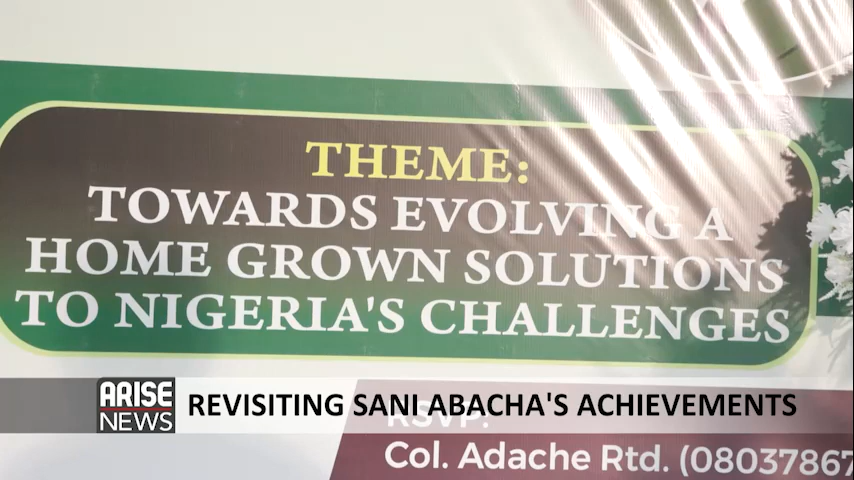 THEME:
TOWARDS EVOLVING A
HOME GROWN SOLUTIONS
TO NIGERIA'S CHALLENGES
ARISE
NEWS
REVISITING SANI ABACHA'S ACHIEVEMENTS
RSVP:
Col. Adache Rtd. (08037867